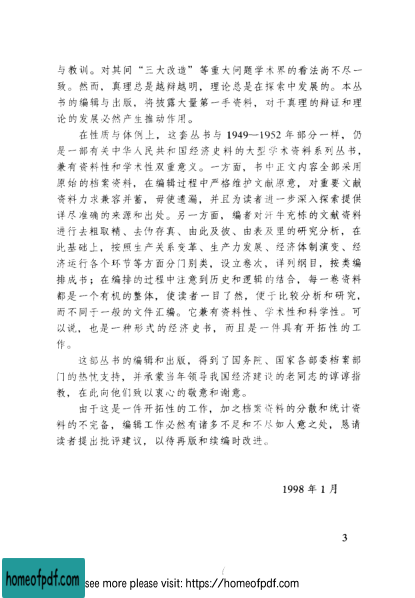 与教训。对其间“三大改造”等重大问题学术界的看法尚不尽一
致。然而，真理总是越辩越明，理论总是在探索中发展的。本丛
书的编辑与出版，将披露大量第一手资料，对于真理的辩证和理
论的发展必然产生推动作用。
在性质与体例上，这套丛书与1949—1952年部分一样，仍
是一部有关中华人民共和国经济史料的大型学术资料系列丛书，
兼有资料性和学术性双重意义。一方面，书中正文内容全部采用
原始的档案资料，在编辑过程中严格维护文献原意，对重要文献
资料力求兼容并蓄，毋使遗漏，并且为读者进一步深入探索提供
详尽准确的来源和出处。另一方面，编者对汗牛充栋的文献资料
进行去粗取精、去伪存真、由此及彼、由表及里的研究分析，在
此基础上，按照生产关系变革、生产力发展、经济体制演变、经
济运行各个环节等方面分门别类，设立卷次，详列纲目，按类编
排成书；在编排的过程中注意到历史和逻辑的结合，每一卷资料
都是一个有机的整体，使读者一目了然，便于比较分析和研究，
而不同于一般的文件汇编。它兼有资料性、学术性和科学性。可
以说，也是一种形式的经济史书，而且是一件具有开拓性的工
作。
这部丛书的编辑和出版，得到了国务院、国家各部委档案部
门的热忱支持，并承蒙当年领导我国经济建设的老同志的谆谆指
教，在此向他们致以衷心的敬意和谢意。
由于这是一件开拓性的工作，加之档案资料的分散和统计资
料的不完备，编辑工作必然有诸多不足和不尽如人意之处，恳请
读者提出批评建议，以待再版和续编时改进。
1998年1月
3
homeofpdf.com
see more please visit: https://homeofpdf.com